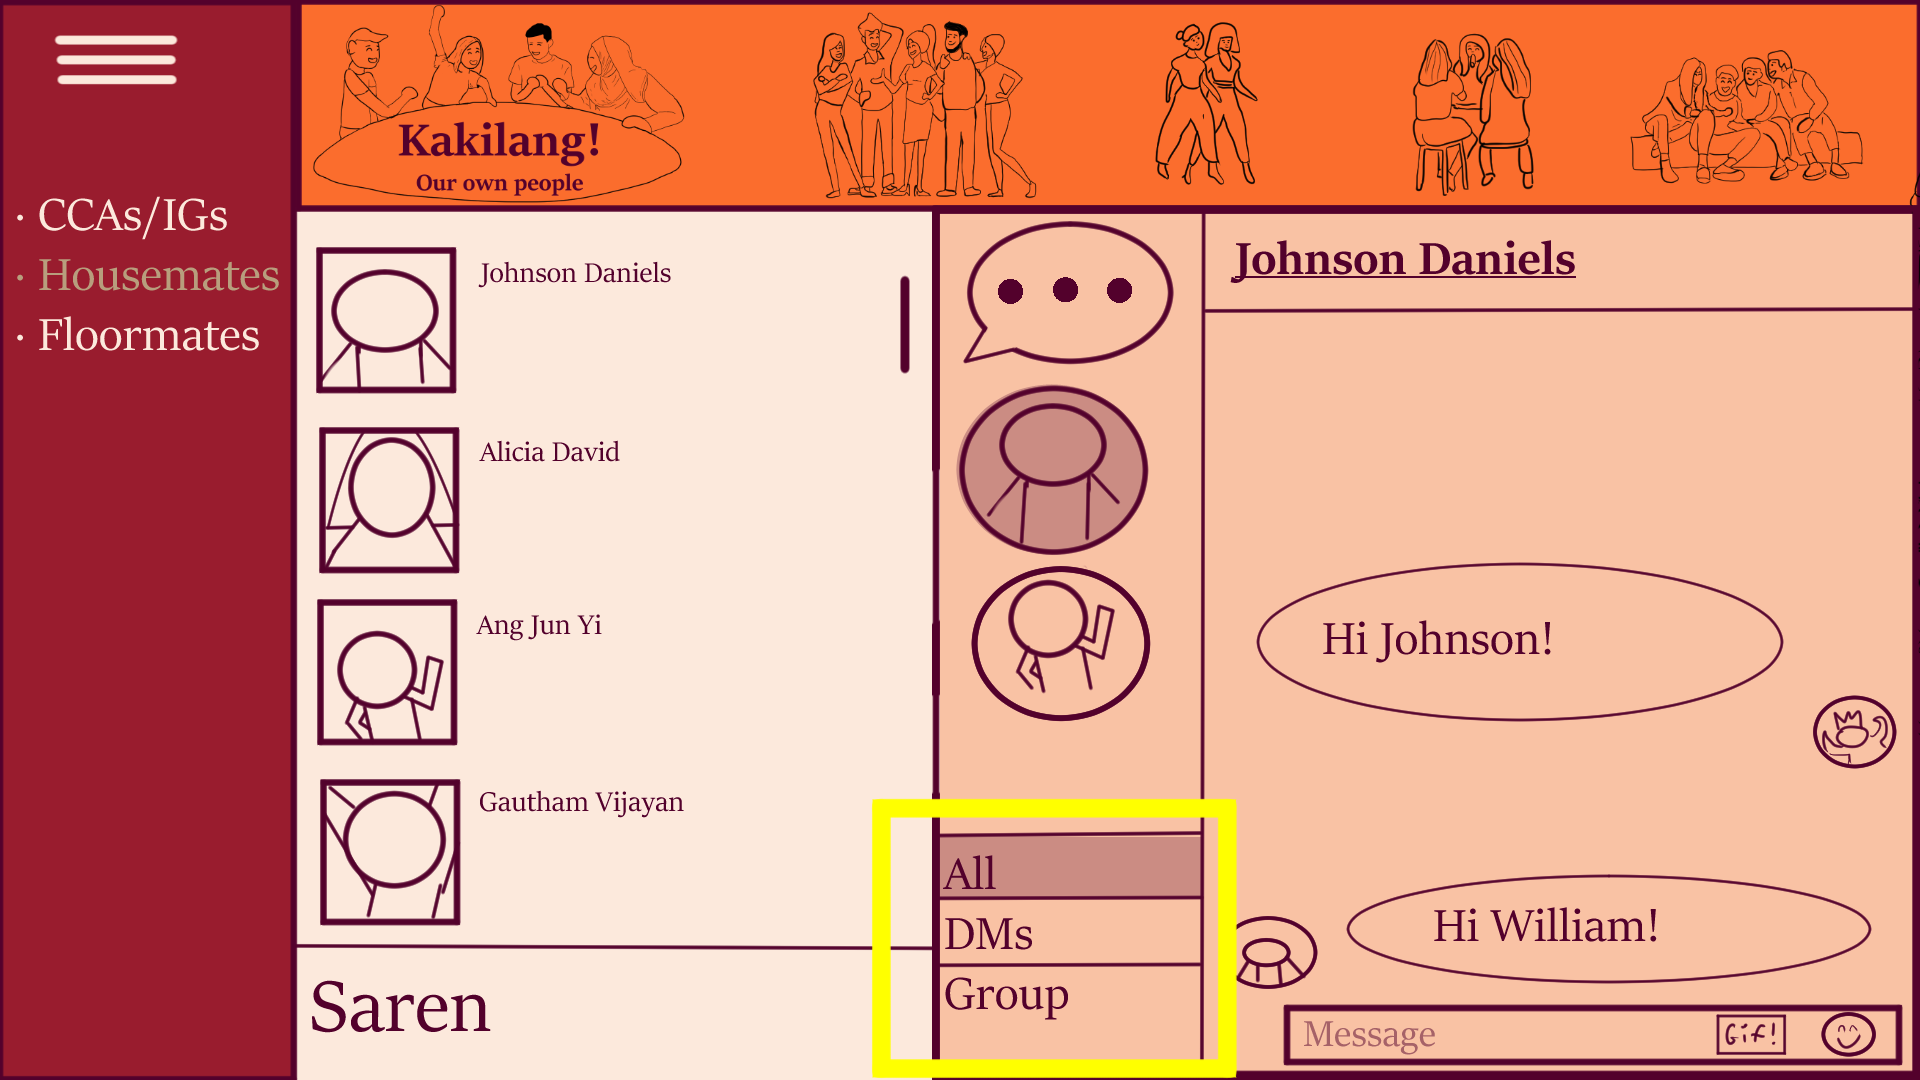 Kakilang!
Our own people
· CCAs/IGs
· Housemates
· Floormates
Johnson Daniels
Alicia David
Ang Jun Yi
Gautham Vijayan
Saren
All
DMs
Group
Johnson Daniels
Hi Johnson!
Hi William!
Message
Gif!